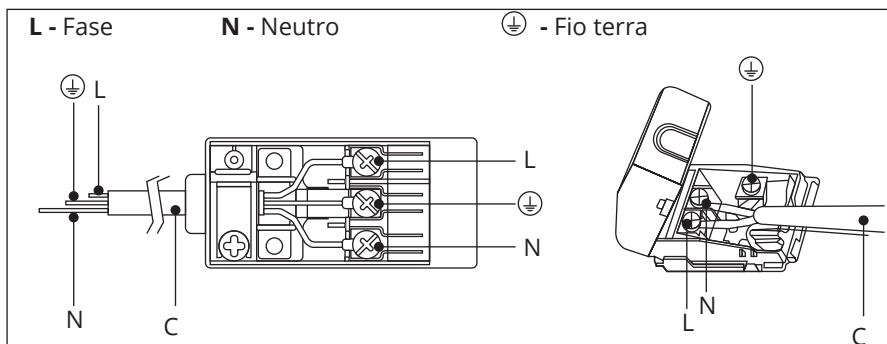 L - Fase N - Neutro ⏚ - Fio terra
⏚ L ⏚
L
⏚
N
N C L N C